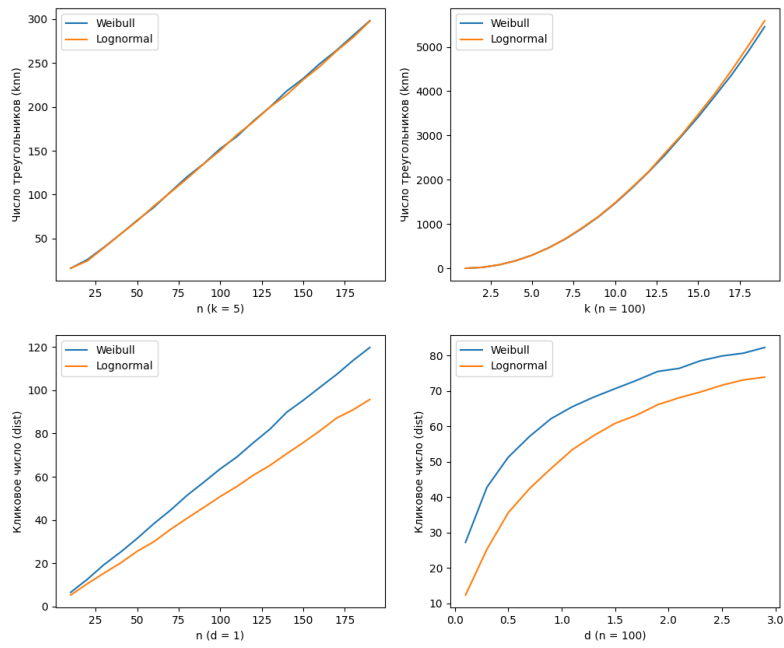 Weibull
Lognormal
Число треугольников (knn)
300
250
200
150
100
50
25 50 75 100 125 150 175
n (k = 5)
Weibull
Lognormal
Число треугольников (knn)
5000
4000
3000
2000
1000
0
2.5 5.0 7.5 10.0 12.5 15.0 17.5
k (n = 100)
Weibull
Lognormal
Кликовое число (dist)
120
100
80
60
40
20
0
25 50 75 100 125 150 175
n (d = 1)
Weibull
Lognormal
Кликовое число (dist)
80
70
60
50
40
30
20
10
0.0 0.5 1.0 1.5 2.0 2.5 3.0
d (n = 100)